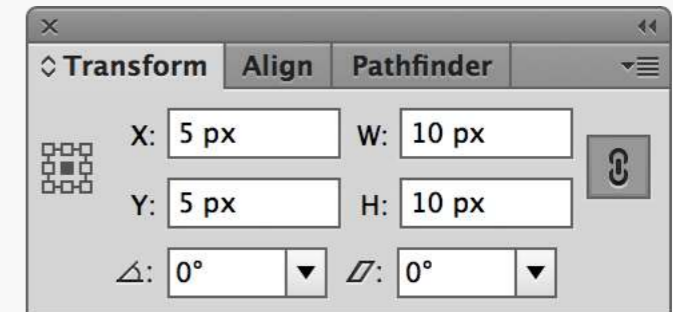 Transform Align Pathfinder
X: 5 px W: 10 px
Y: 5 px H: 10 px
: 0° : 0°